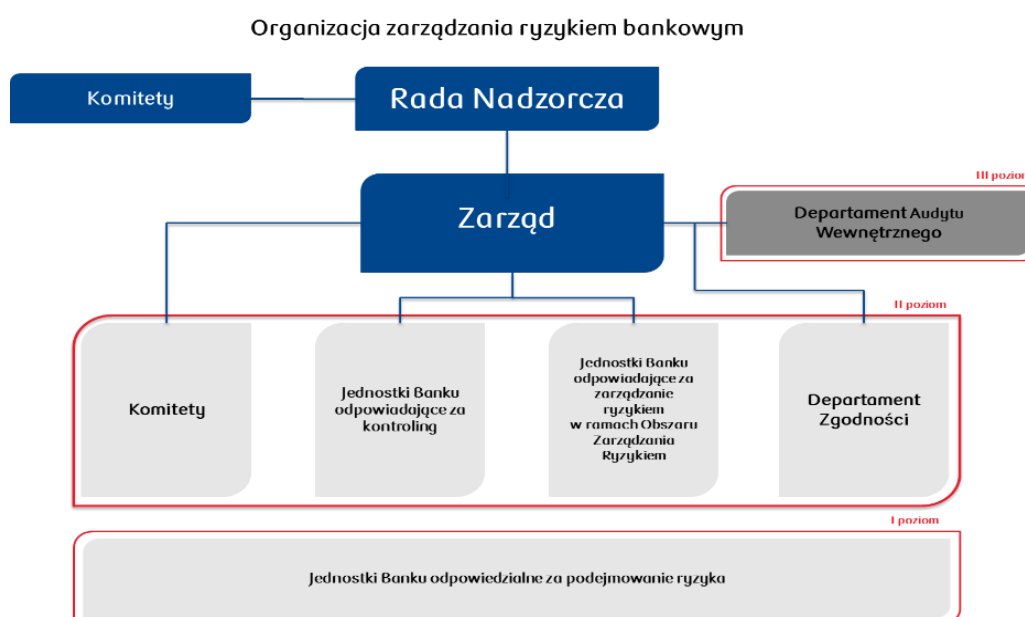 Organizacja zarządzania ryzykiem bankowym
Komitety
Rada Nadzorcza
Zarząd
III poziom
Departament Audytu
Wewnętrznego
II poziom
Komitety
Jednostki Banku
odpowiadające za
kontroling
Jednostki Banku
odpowiadające za
zarządzanie
ryzykiem
w ramach Obszaru
Zarządzania
Ryzykiem
Departament
Zgodności
I poziom
Jednostki Banku odpowiedzialne za podejmowanie ryzyka